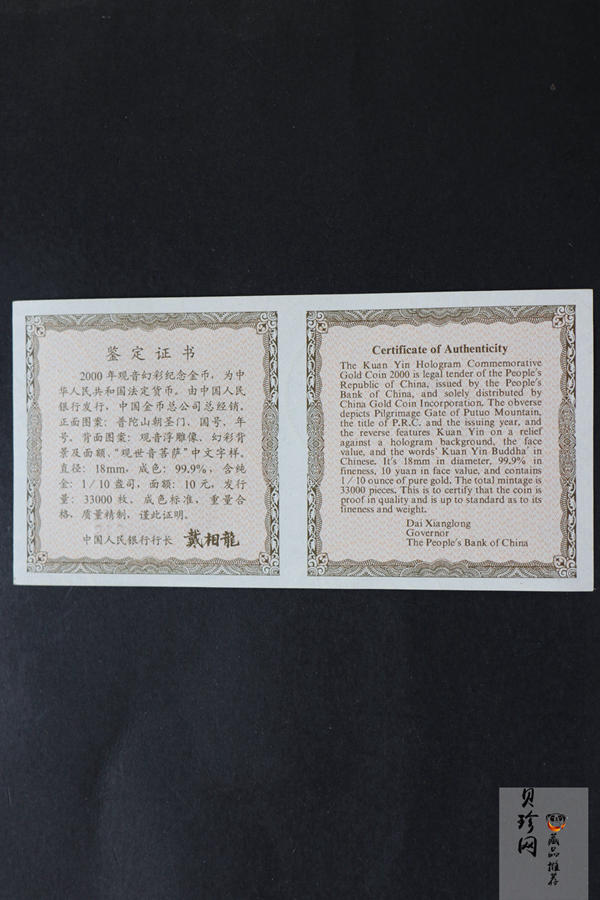 鉴定证书
2000年观音幻彩纪念金币，为中
华人民共和国法定货币。由中国人民
银行发行，中国金币总公司总经销。
正面图案：普陀山朝圣门、国号、年
号，背面图案：观音浮雕像、幻彩背
景及面额，“观世音菩萨”中文字样。
直径：18mm，成色：99.9%，含纯
金：1/10盎司，面额：10元，发行
量：33000枚。成色标准，重量合
格，质量精制，谨此证明。
中国人民银行行长 戴相龍
Certificate of Authenticity
The Kuan Yin Hologram Commemorative
Gold Coin 2000 is legal tender of the People's
Republic of China, issued by the People's
Bank of China, and solely distributed by
China Gold Coin Incorporation. The obverse
depicts Pilgrimage Gate of Putuo Mountain,
the title of P.R.C. and the issuing year, and
the reverse features Kuan Yin on a relief
against a hologram background, the face
value, and the words' Kuan Yin Buddha' in
Chinese. It's 18mm in diameter, 99.9% in
fineness, 10 yuan in face value, and contains
1/10 ounce of pure gold. The total mintage is
33000 pieces. This is to certify that the coin is
proof in quality and is up to standard as to its
fineness and weight.
Dai Xianglong
Governor
The People's Bank of China
贝珍网
藏品推荐